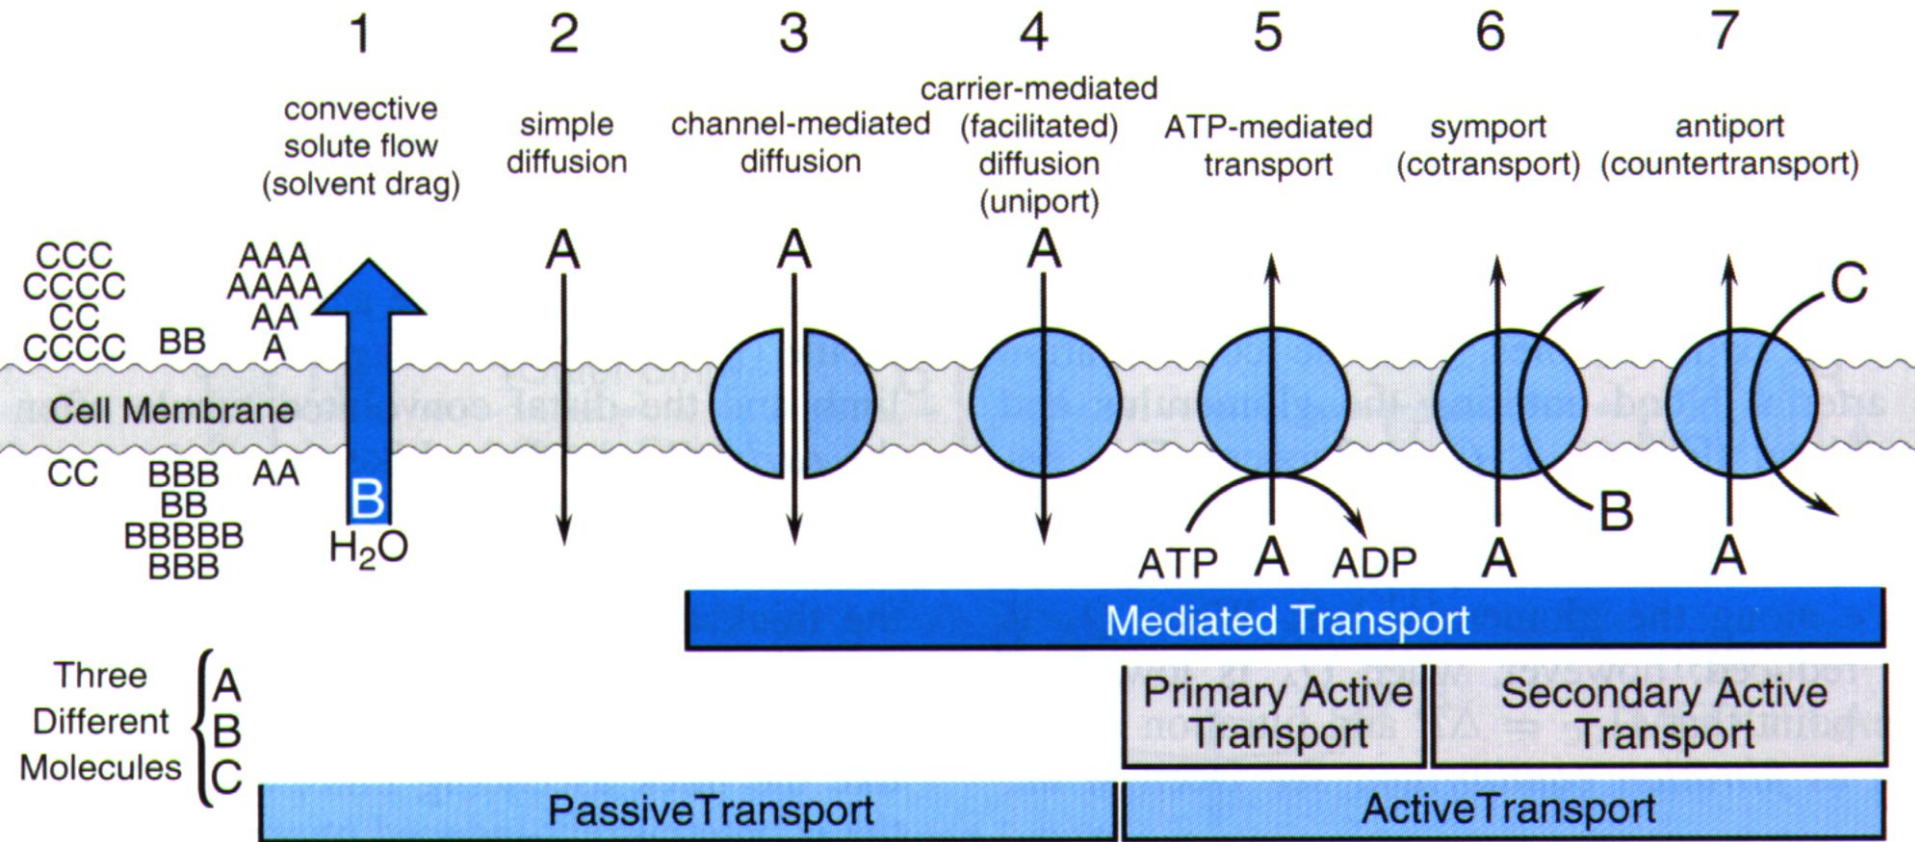 1 2 3 4 5 6 7
convective
solute flow
(solvent drag)
simple
diffusion
channel-mediated
diffusion
carrier-mediated
(facilitated)
diffusion
(uniport)
ATP-mediated
transport
symport
(cotransport)
antiport
(countertransport)
CCC
CCCC
CC
CCCC
BB
AAA
AAAA
AA
A
A
A
A
C
Cell Membrane
CC
BBB
BB
BBBBB
BBB
AA
B
H₂O
ATP
A
ADP
A
B
A
Mediated Transport
Three
Different
Molecules
A
B
C
Primary Active
Transport
Secondary Active
Transport
PassiveTransport
ActiveTransport